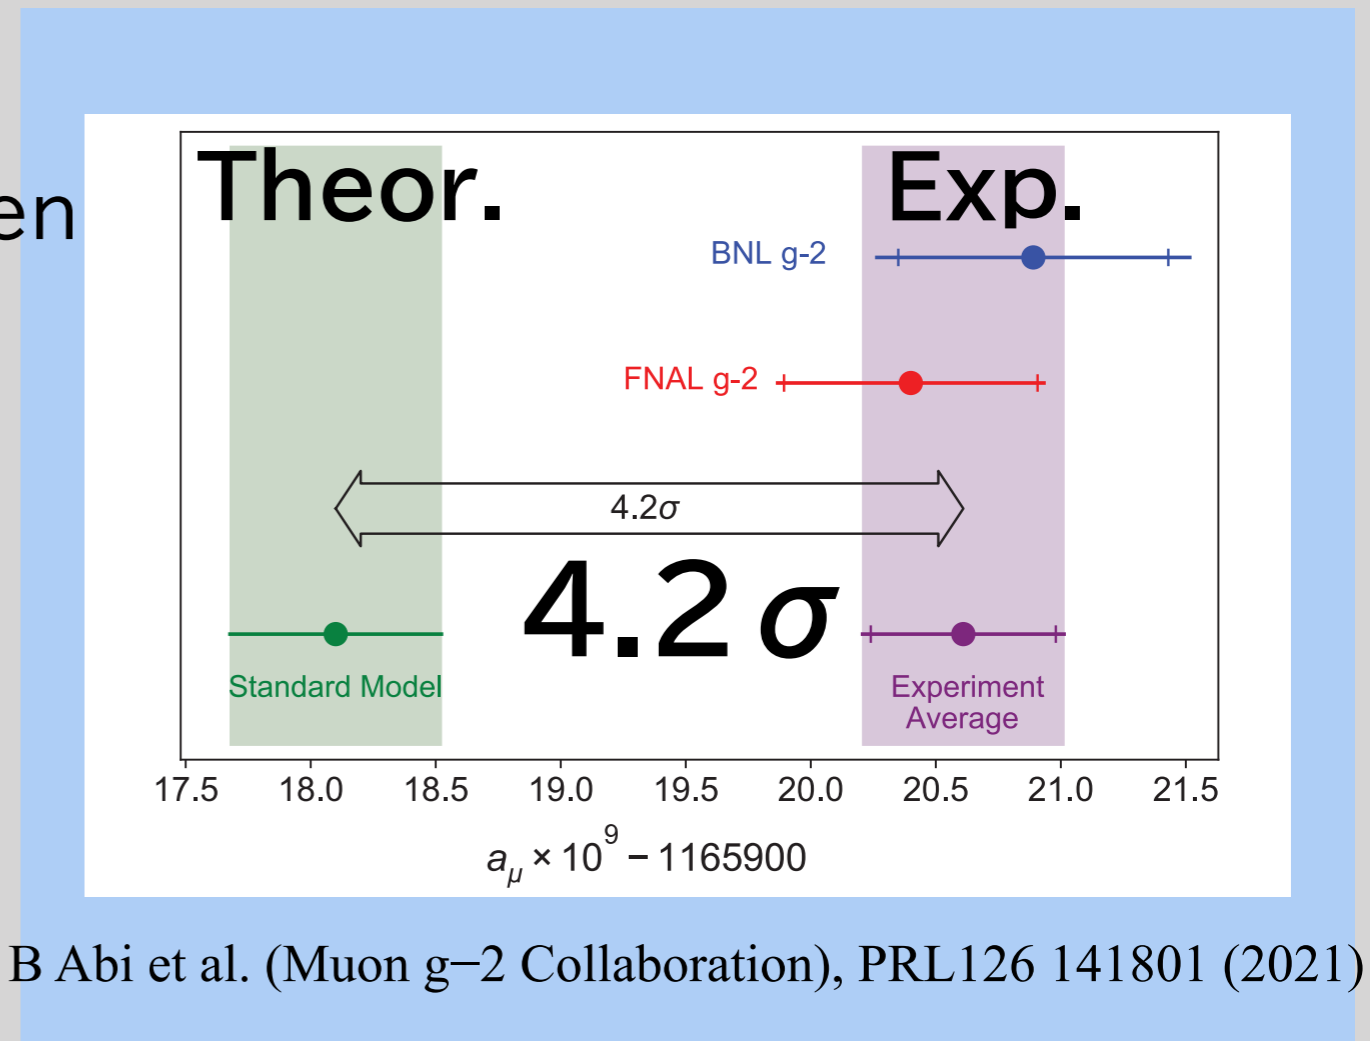 en
Theor.
Exp.
BNL g-2
FNAL g-2
4.2σ
4.2 σ
Standard Model
Experiment
Average
17.5 18.0 18.5 19.0 19.5 20.0 20.5 21.0 21.5
aμ × 10⁹ − 1165900
B Abi et al. (Muon g−2 Collaboration), PRL126 141801 (2021)